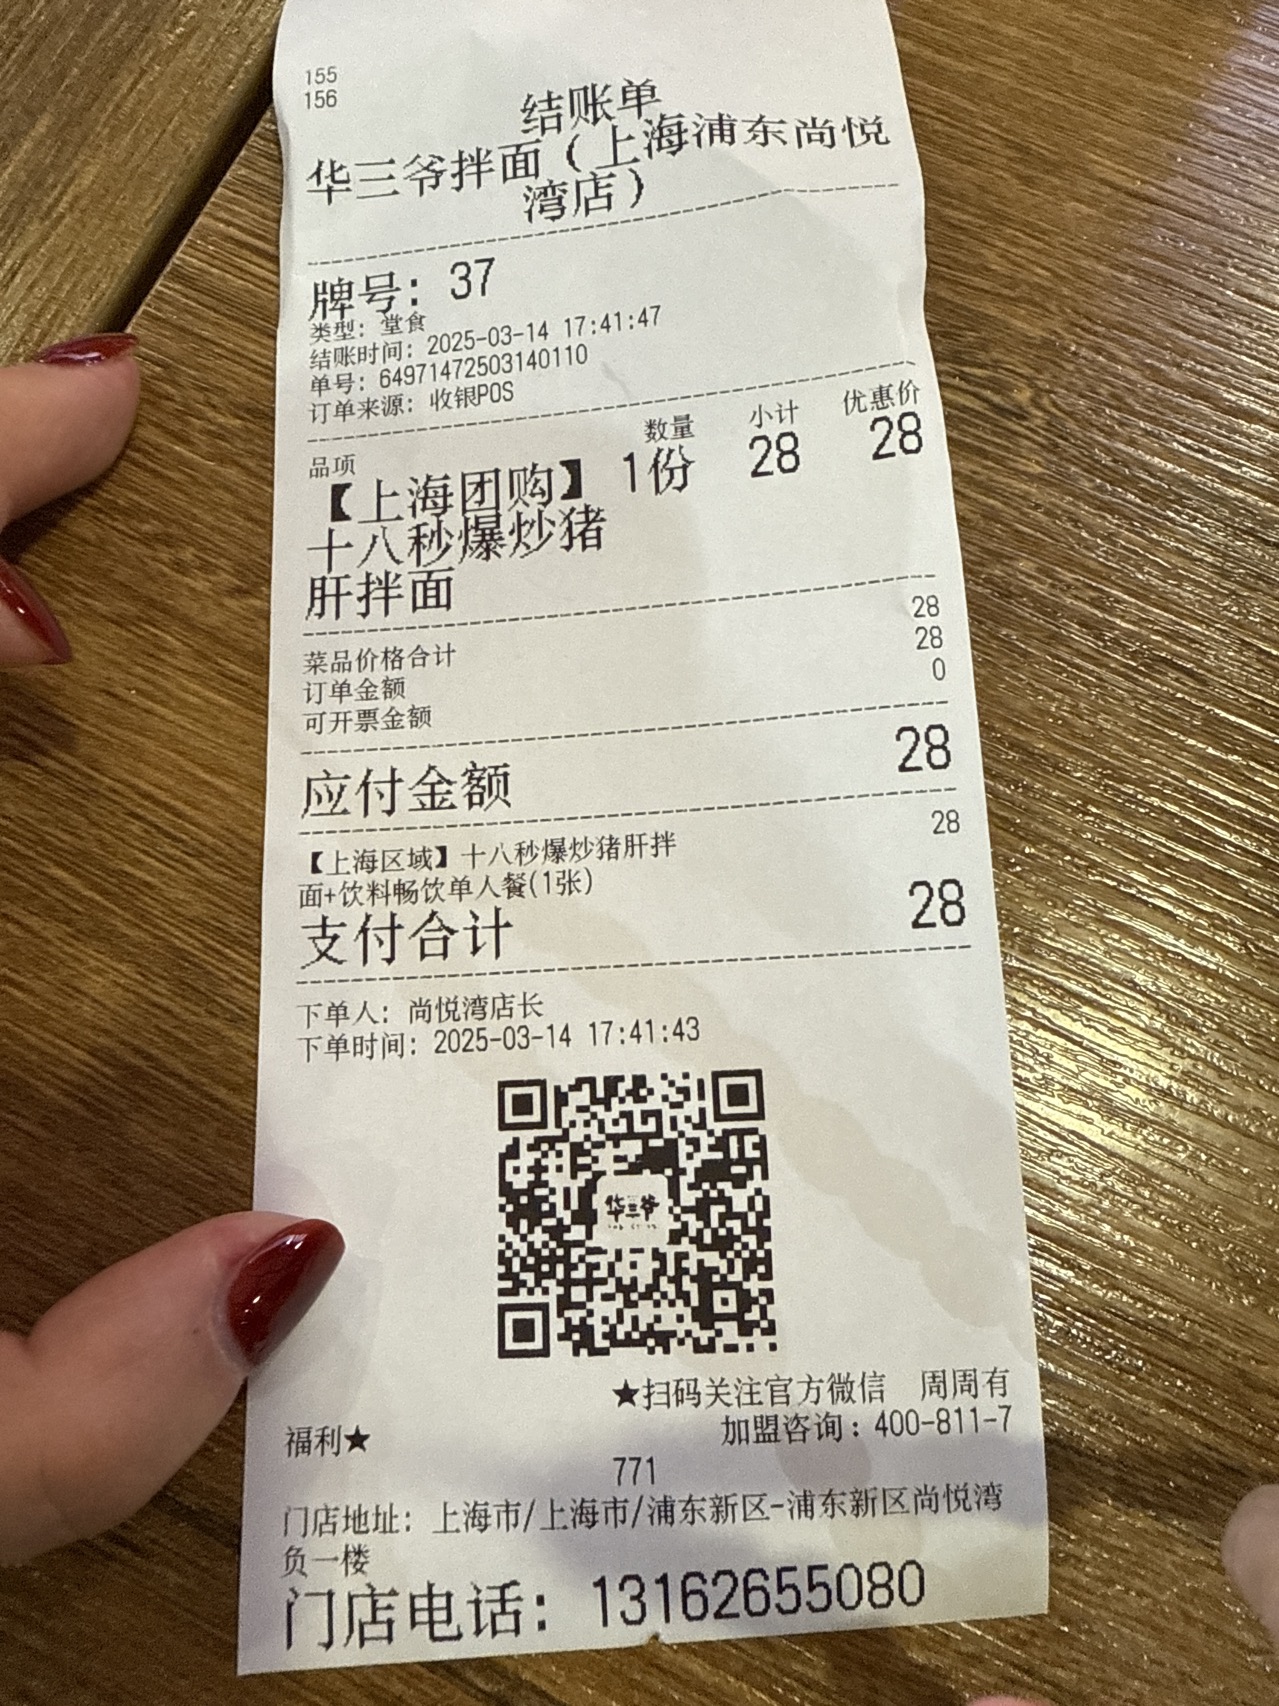 155
156
结账单
华三爷拌面（上海浦东尚悦
湾店）
牌号: 37
类型: 堂食
结账时间: 2025-03-14 17:41:47
单号: 64971472503140110
订单来源: 收银POS
品项 数量 小计 优惠价
【上海团购】 1份 28 28
十八秒爆炒猪
肝拌面
菜品价格合计 28
订单金额 28
可开票金额 0
应付金额 28
【上海区域】十八秒爆炒猪肝拌 28
面+饮料畅饮单人餐(1张)
支付合计 28
下单人: 尚悦湾店长
下单时间: 2025-03-14 17:41:43
华三爷
★扫码关注官方微信 周周有
福利★ 加盟咨询：400-811-7
771
门店地址: 上海市/上海市/浦东新区-浦东新区尚悦湾
负一楼
门店电话: 13162655080